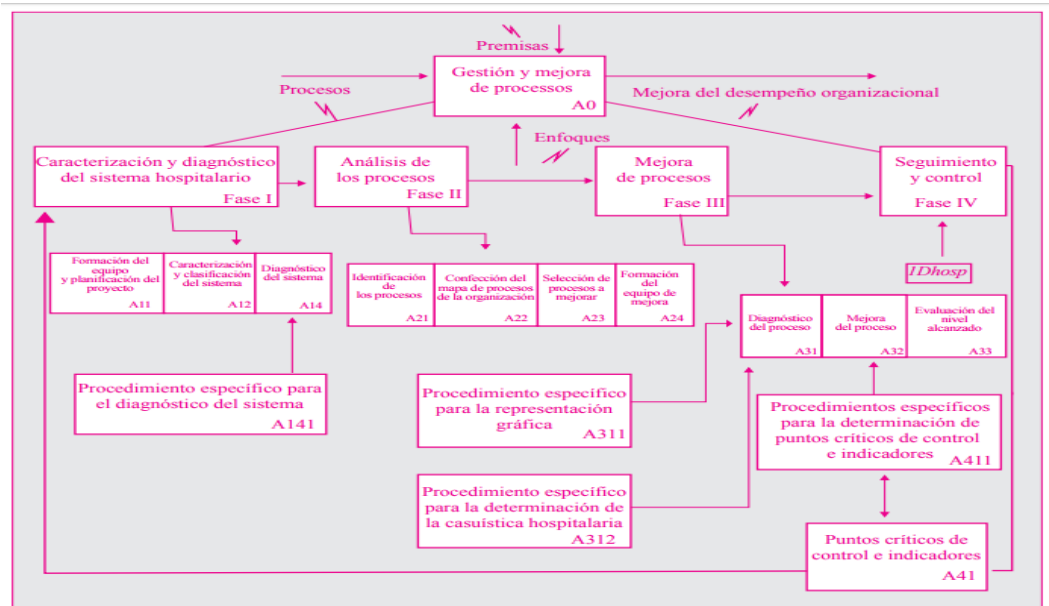 Premisas
Gestión y mejora
de processos
A0
Procesos
Mejora del desempeño organizacional
Enfoques
Caracterización y diagnóstico
del sistema hospitalario
Fase I
Análisis de
los procesos
Fase II
Mejora
de procesos
Fase III
Seguimiento
y control
Fase IV
Formación del
equipo
y planificación del
proyecto
A11
Caracterización
y clasificación
del sistema
A12
Diagnóstico
del sistema
A14
Identificación
de
los procesos
A21
Confección del
mapa de procesos
de la organización
A22
Selección de
procesos a
mejorar
A23
Formación
del
equipo de
mejora
A24
IDhosp
Diagnóstico
del proceso
A31
Mejora
del proceso
A32
Evaluación del
nivel
alcanzado
A33
Procedimiento específico para
el diagnóstico del sistema
A141
Procedimiento específico
para la representación
gráfica
A311
Procedimientos específicos
para la determinación de
puntos críticos de control
e indicadores
A411
Procedimiento específico
para la determinación de
la casuística hospitalaria
A312
Puntos críticos de
control e indicadores
A41